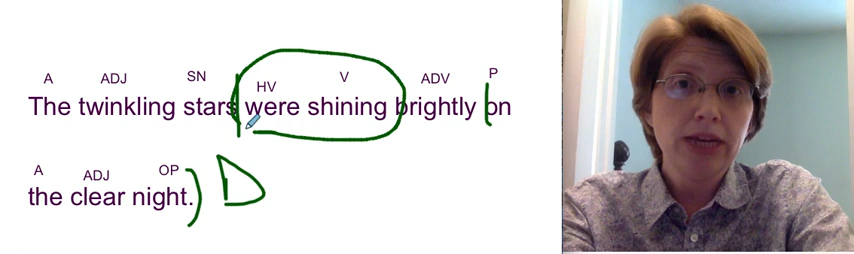 A ADJ SN HV V ADV P
The twinkling stars were shining brightly on
A ADJ OP
the clear night. D